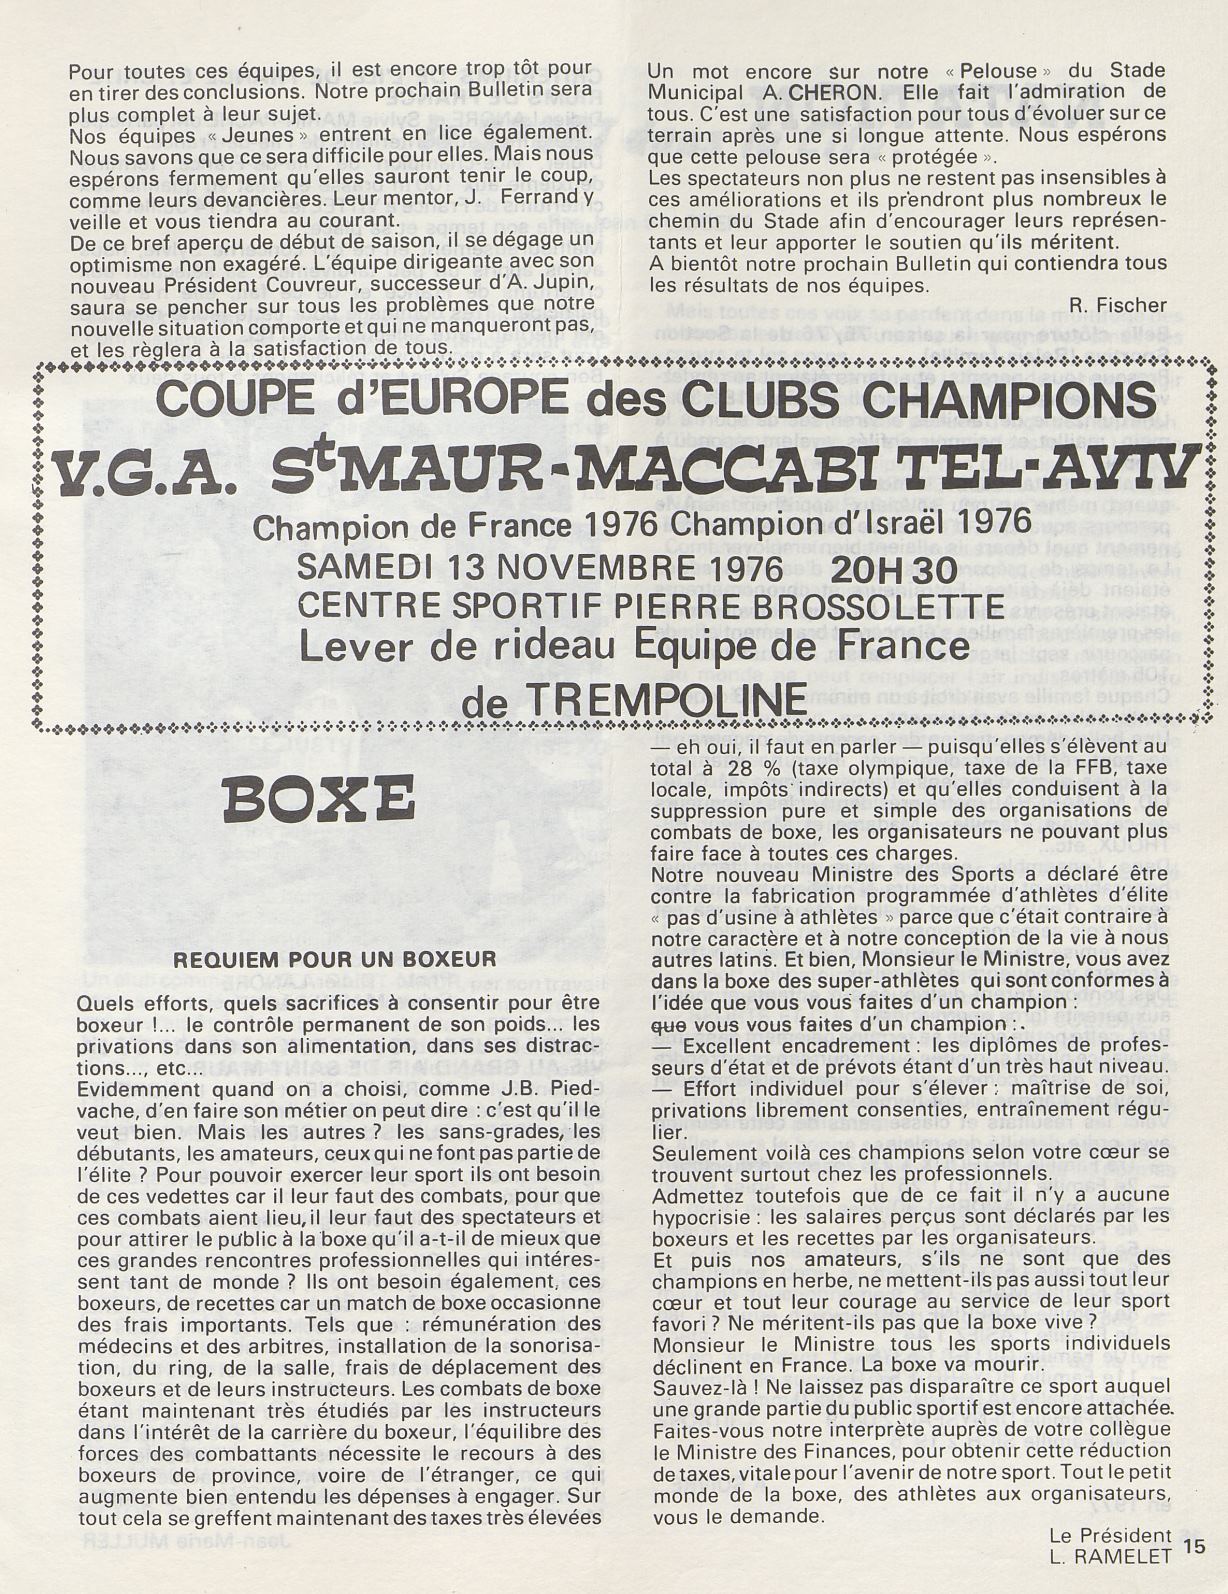 Pour toutes ces équipes, il est encore trop tôt pour
en tirer des conclusions. Notre prochain Bulletin sera
plus complet à leur sujet.
Nos équipes « Jeunes » entrent en lice également.
Nous savons que ce sera difficile pour elles. Mais nous
espérons fermement qu'elles sauront tenir le coup,
comme leurs devancières. Leur mentor, J. Ferrand y
veille et vous tiendra au courant.
De ce bref aperçu de début de saison, il se dégage un
optimisme non exagéré. L'équipe dirigeante avec son
nouveau Président Couvreur, successeur d'A. Jupin,
saura se pencher sur tous les problèmes que notre
nouvelle situation comporte et qui ne manqueront pas,
et les règlera à la satisfaction de tous.
Un mot encore sur notre « Pelouse » du Stade
Municipal A. CHERON. Elle fait l'admiration de
tous. C'est une satisfaction pour tous d'évoluer sur ce
terrain après une si longue attente. Nous espérons
que cette pelouse sera « protégée ».
Les spectateurs non plus ne restent pas insensibles à
ces améliorations et ils prendront plus nombreux le
chemin du Stade afin d'encourager leurs représen-
tants et leur apporter le soutien qu'ils méritent.
A bientôt notre prochain Bulletin qui contiendra tous
les résultats de nos équipes.
R. Fischer
COUPE d'EUROPE des CLUBS CHAMPIONS
V.G.A. St MAUR - MACCABI TEL-AVIV
Champion de France 1976 Champion d'Israël 1976
SAMEDI 13 NOVEMBRE 1976 20H30
CENTRE SPORTIF PIERRE BROSSOLETTE
Lever de rideau Equipe de France
de TREMPOLINE
BOXE
REQUIEM POUR UN BOXEUR
Quels efforts, quels sacrifices à consentir pour être
boxeur !... le contrôle permanent de son poids... les
privations dans son alimentation, dans ses distrac-
tions..., etc...
Evidemment quand on a choisi, comme J.B. Pied-
vache, d'en faire son métier on peut dire : c'est qu'il le
veut bien. Mais les autres ? les sans-grades, les
débutants, les amateurs, ceux qui ne font pas partie de
l'élite ? Pour pouvoir exercer leur sport ils ont besoin
de ces vedettes car il leur faut des combats, pour que
ces combats aient lieu, il leur faut des spectateurs et
pour attirer le public à la boxe qu'il a-t-il de mieux que
ces grandes rencontres professionnelles qui intéres-
sent tant de monde ? Ils ont besoin également, ces
boxeurs, de recettes car un match de boxe occasionne
des frais importants. Tels que : rémunération des
médecins et des arbitres, installation de la sonorisa-
tion, du ring, de la salle, frais de déplacement des
boxeurs et de leurs instructeurs. Les combats de boxe
étant maintenant très étudiés par les instructeurs
dans l'intérêt de la carrière du boxeur, l'équilibre des
forces des combattants nécessite le recours à des
boxeurs de province, voire de l'étranger, ce qui
augmente bien entendu les dépenses à engager. Sur
tout cela se greffent maintenant des taxes très élevées
— eh oui, il faut en parler — puisqu'elles s'élèvent au
total à 28 % (taxe olympique, taxe de la FFB, taxe
locale, impôts indirects) et qu'elles conduisent à la
suppression pure et simple des organisations de
combats de boxe, les organisateurs ne pouvant plus
faire face à toutes ces charges.
Notre nouveau Ministre des Sports a déclaré être
contre la fabrication programmée d'athlètes d'élite
« pas d'usine à athlètes » parce que c'était contraire à
notre caractère et à notre conception de la vie à nous
autres latins. Et bien, Monsieur le Ministre, vous avez
dans la boxe des super-athlètes qui sont conformes à
l'idée que vous vous faites d'un champion :
que vous vous faites d'un champion :.
— Excellent encadrement : les diplômes de profes-
seurs d'état et de prévots étant d'un très haut niveau.
— Effort individuel pour s'élever : maîtrise de soi,
privations librement consenties, entraînement régu-
lier.
Seulement voilà ces champions selon votre cœur se
trouvent surtout chez les professionnels.
Admettez toutefois que de ce fait il n'y a aucune
hypocrisie : les salaires perçus sont déclarés par les
boxeurs et les recettes par les organisateurs.
Et puis nos amateurs, s'ils ne sont que des
champions en herbe, ne mettent-ils pas aussi tout leur
cœur et tout leur courage au service de leur sport
favori ? Ne méritent-ils pas que la boxe vive ?
Monsieur le Ministre tous les sports individuels
déclinent en France. La boxe va mourir.
Sauvez-là ! Ne laissez pas disparaître ce sport auquel
une grande partie du public sportif est encore attachée.
Faites-vous notre interprète auprès de votre collègue
le Ministre des Finances, pour obtenir cette réduction
de taxes, vitale pour l'avenir de notre sport. Tout le petit
monde de la boxe, des athlètes aux organisateurs,
vous le demande.
Le Président
L. RAMELET
15